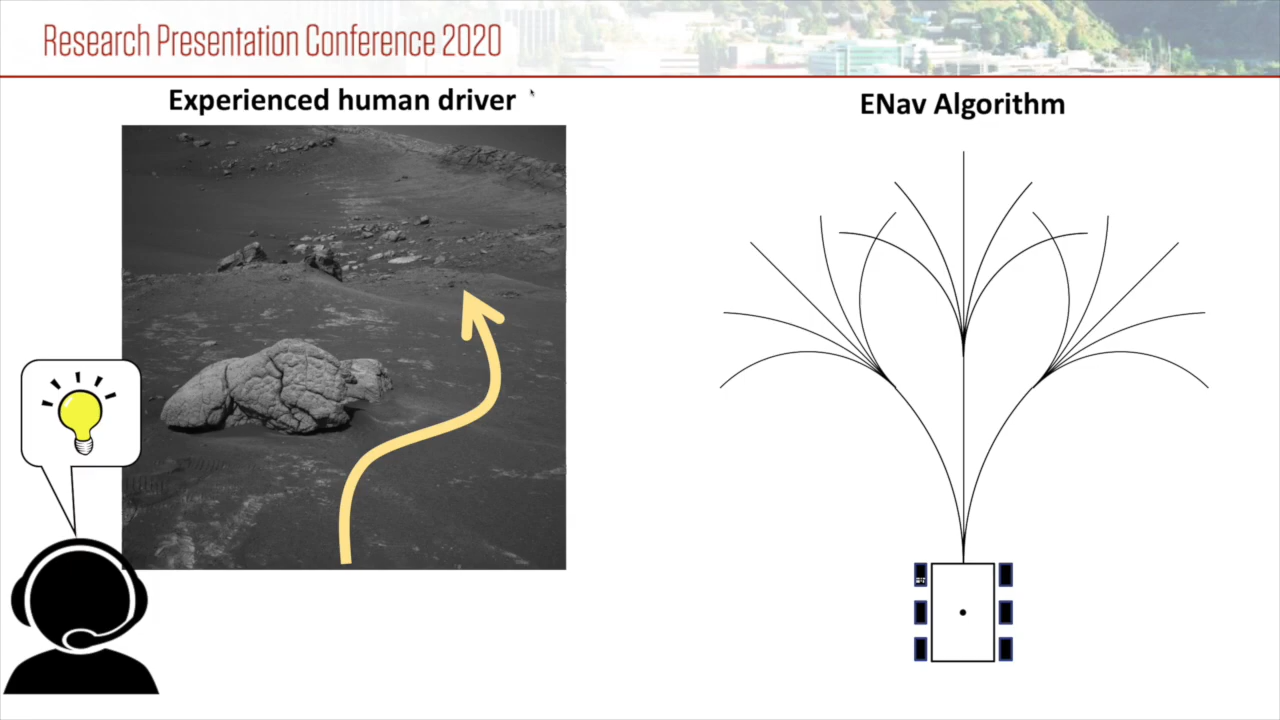 Research Presentation Conference 2020
Experienced human driver
ENav Algorithm